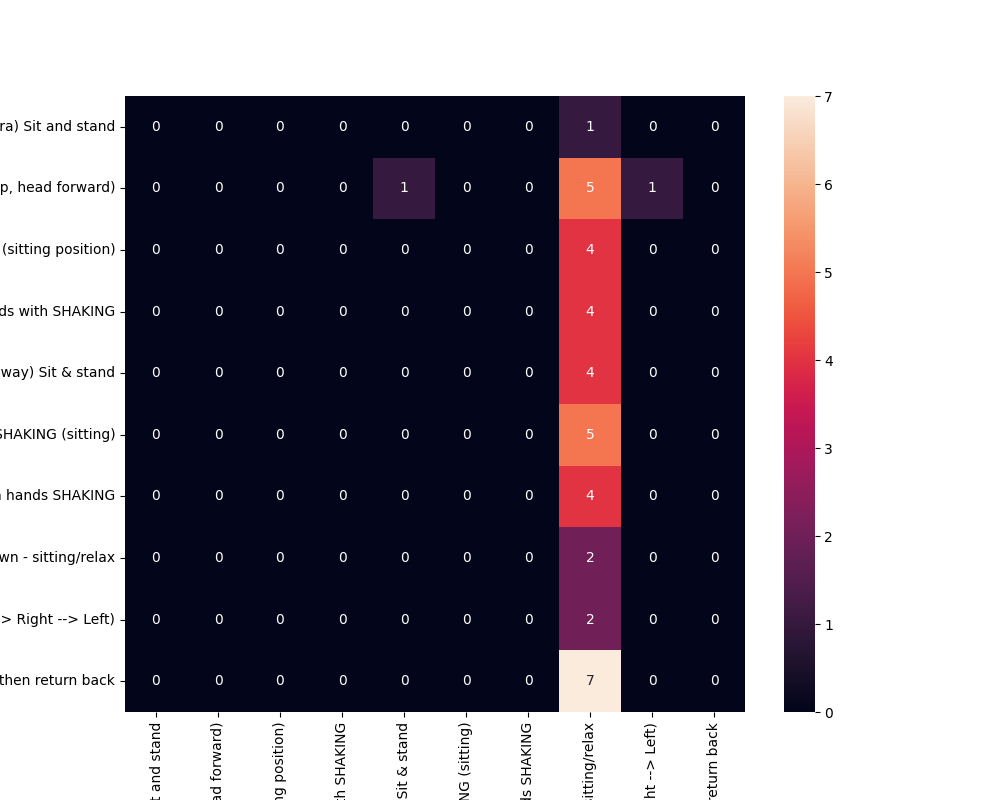 ra) Sit and stand 0 0 0 0 0 0 0 1 0 0
p, head forward) 0 0 0 0 1 0 0 5 1 0
(sitting position) 0 0 0 0 0 0 0 4 0 0
ds with SHAKING 0 0 0 0 0 0 0 4 0 0
way) Sit & stand 0 0 0 0 0 0 0 4 0 0
SHAKING (sitting) 0 0 0 0 0 0 0 5 0 0
hands SHAKING 0 0 0 0 0 0 0 4 0 0
wn - sitting/relax 0 0 0 0 0 0 0 2 0 0
> Right --> Left) 0 0 0 0 0 0 0 2 0 0
then return back 0 0 0 0 0 0 0 7 0 0
t and stand
ad forward)
ng position)
th SHAKING
Sit & stand
NG (sitting)
ds SHAKING
sitting/relax
ht --> Left)
return back
7
6
5
4
3
2
1
0